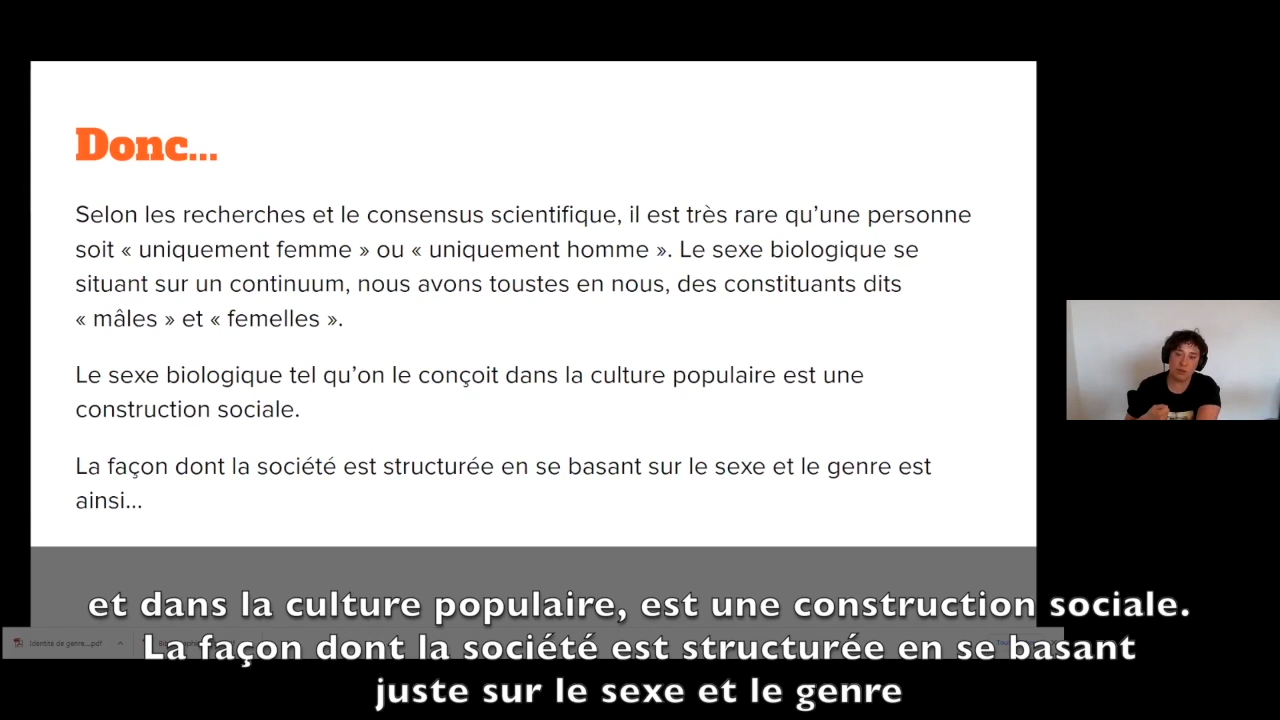 Donc...
Selon les recherches et le consensus scientifique, il est très rare qu’une personne
soit « uniquement femme » ou « uniquement homme ». Le sexe biologique se
situant sur un continuum, nous avons toustes en nous, des constituants dits
« mâles » et « femelles ».
Le sexe biologique tel qu’on le conçoit dans la culture populaire est une
construction sociale.
La façon dont la société est structurée en se basant sur le sexe et le genre est
ainsi...
et dans la culture populaire, est une construction sociale.
Identité de genre....pdf
La façon dont la société est structurée en se basant
juste sur le sexe et le genre